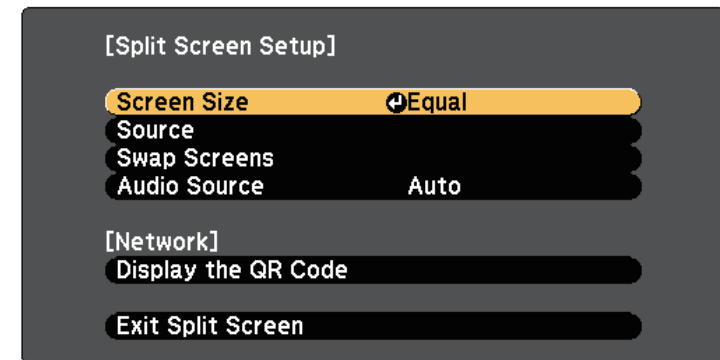 [Split Screen Setup]
Screen Size Equal
Source
Swap Screens
Audio Source Auto
[Network]
Display the QR Code
Exit Split Screen